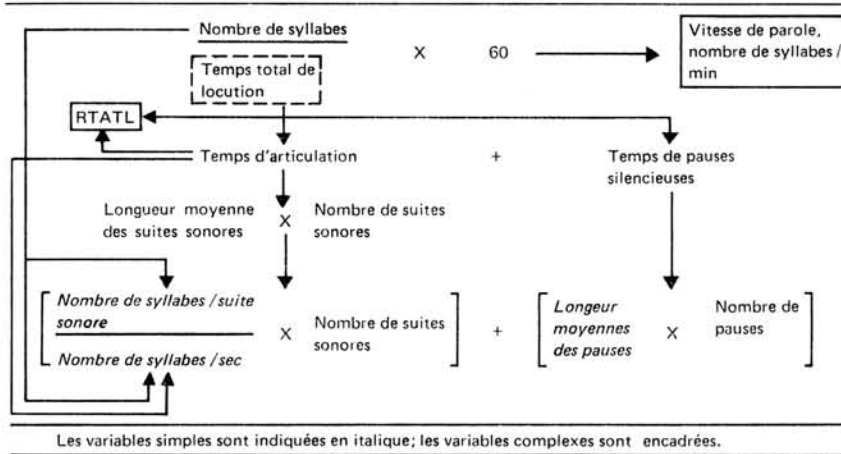 Nombre de syllabes
X 60
Vitesse de parole,
nombre de syllabes /
min
Temps total de
locution
RTATL
Temps d'articulation + Temps de pauses
silencieuses
Longueur moyenne
des suites sonores
X
Nombre de suites
sonores
Nombre de syllabes / suite
sonore
Nombre de syllabes / sec
X
Nombre de suites
sonores
+
Longeur
moyennes
des pauses
X
Nombre de
pauses
Les variables simples sont indiquées en italique; les variables complexes sont encadrées.